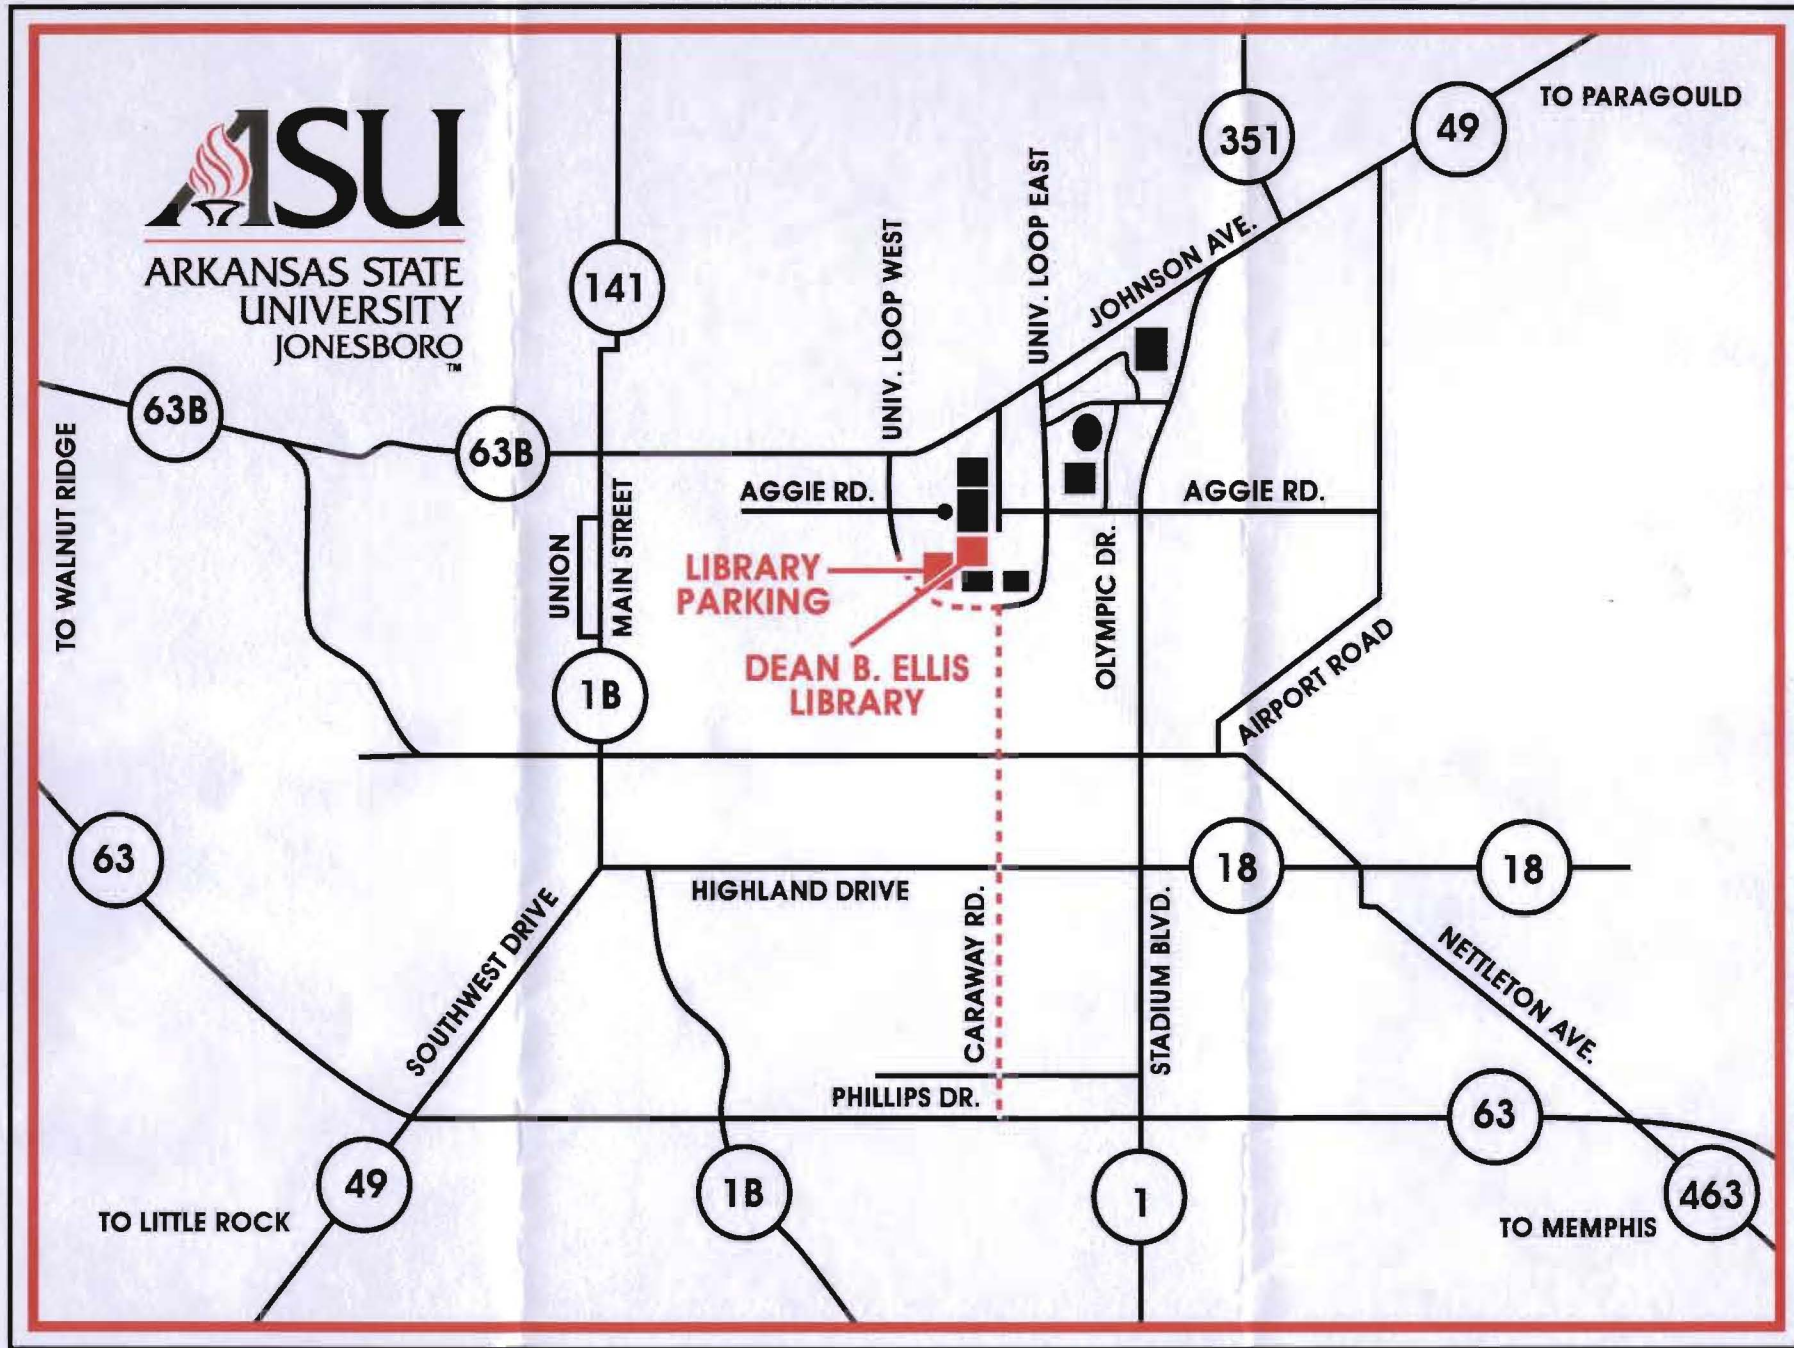 ASU
ARKANSAS STATE
UNIVERSITY
JONESBORO
TM
TO PARAGOULD
49
351
141
UNIV. LOOP WEST
UNIV. LOOP EAST
JOHNSON AVE.
63B
63B
TO WALNUT RIDGE
AGGIE RD.
AGGIE RD.
UNION
MAIN STREET
LIBRARY
PARKING
OLYMPIC DR.
DEAN B. ELLIS
LIBRARY
1B
AIRPORT ROAD
63
18
18
HIGHLAND DRIVE
SOUTHWEST DRIVE
CARAWAY RD.
STADIUM BLVD.
NETTLETON AVE.
PHILLIPS DR.
63
49
1B
1
463
TO LITTLE ROCK
TO MEMPHIS